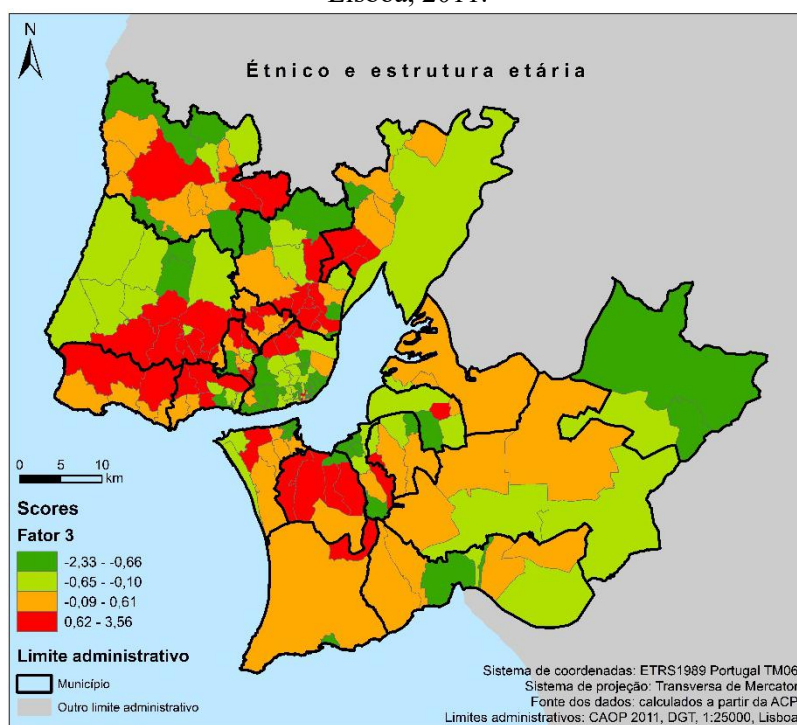 Lisboa, 2011.
N
Étnico e estrutura etária
0 5 10
km
Scores
Fator 3
-2,33 - -0,66
-0,65 - -0,10
-0,09 - 0,61
0,62 - 3,56
Limite administrativo
Município
Outro limite administrativo
Sistema de coordenadas: ETRS1989 Portugal TM06
Sistema de projeção: Transversa de Mercator
Fonte dos dados: calculados a partir da ACP
Limites administrativos: CAOP 2011, DGT, 1:25000, Lisboa